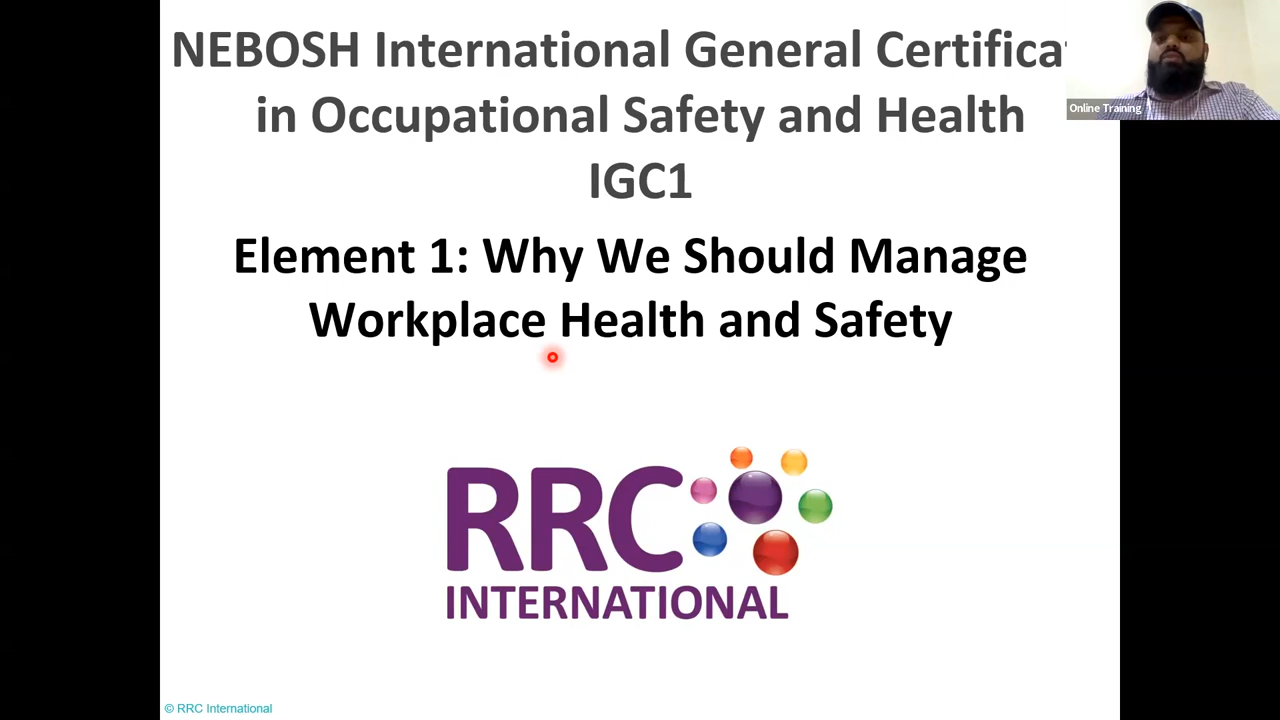 NEBOSH International General Certifica
in Occupational Safety and Health
IGC1
Element 1: Why We Should Manage
Workplace Health and Safety
RRC
INTERNATIONAL
© RRC International
Online Training